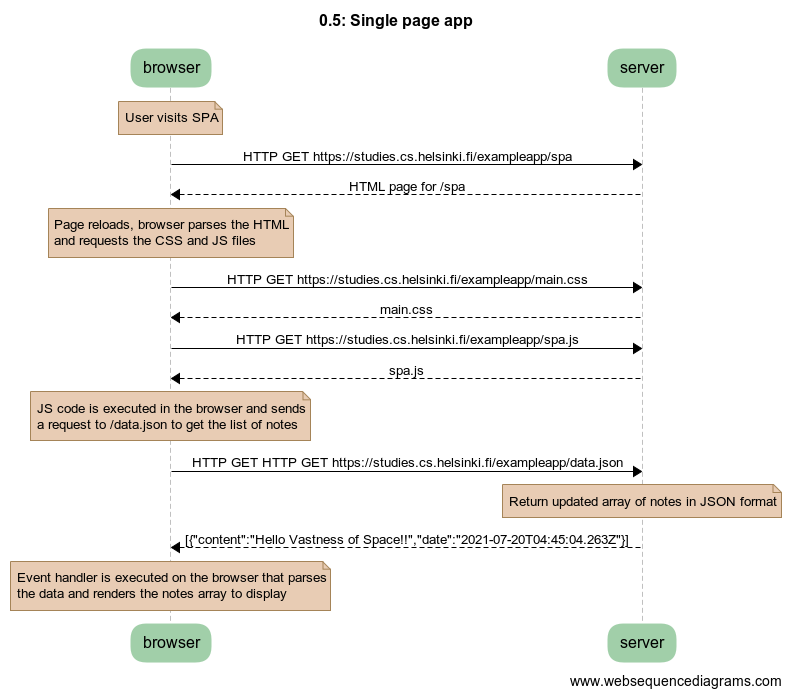 0.5: Single page app
browser
server
User visits SPA
HTTP GET https://studies.cs.helsinki.fi/exampleapp/spa
HTML page for /spa
Page reloads, browser parses the HTML
and requests the CSS and JS files
HTTP GET https://studies.cs.helsinki.fi/exampleapp/main.css
main.css
HTTP GET https://studies.cs.helsinki.fi/exampleapp/spa.js
spa.js
JS code is executed in the browser and sends
a request to /data.json to get the list of notes
HTTP GET HTTP GET https://studies.cs.helsinki.fi/exampleapp/data.json
Return updated array of notes in JSON format
[{"content":"Hello Vastness of Space!!","date":"2021-07-20T04:45:04.263Z"}]
Event handler is executed on the browser that parses
the data and renders the notes array to display
browser
server
www.websequencediagrams.com